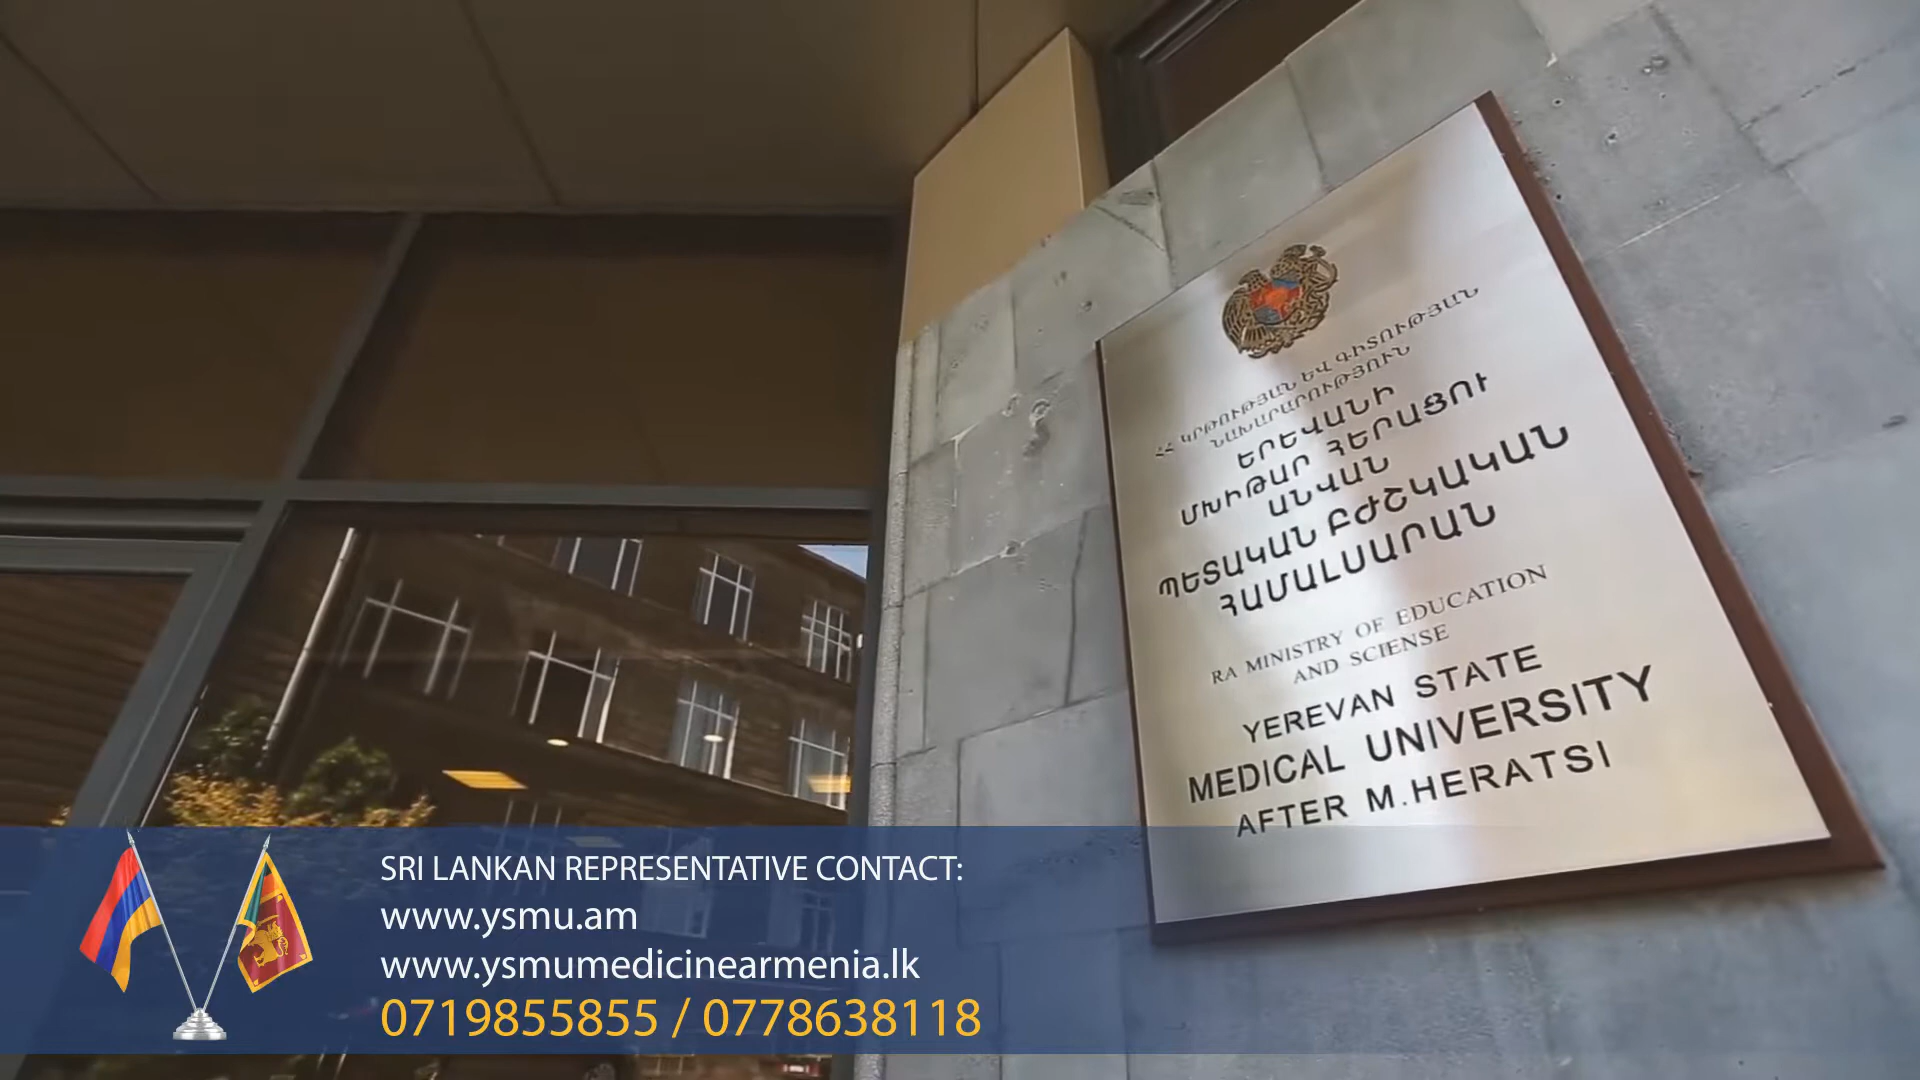 ՀՀ ԿՐԹՈՒԹՅԱՆ ԵՎ ԳԻՏՈՒԹՅԱՆ
ՆԱԽԱՐԱՐՈՒԹՅՈՒՆ
ԵՐԵՎԱՆԻ
ՄԽԻԹԱՐ ՀԵՐԱՑՈՒ
ԱՆՎԱՆ
ՊԵՏԱԿԱՆ ԲԺՇԿԱԿԱՆ
ՀԱՄԱԼՍԱՐԱՆ
RA MINISTRY OF EDUCATION
AND SCIENSE
YEREVAN STATE
MEDICAL UNIVERSITY
AFTER M.HERATSI
SRI LANKAN REPRESENTATIVE CONTACT:
www.ysmu.am
www.ysmumedicinearmenia.lk
0719855855 / 0778638118